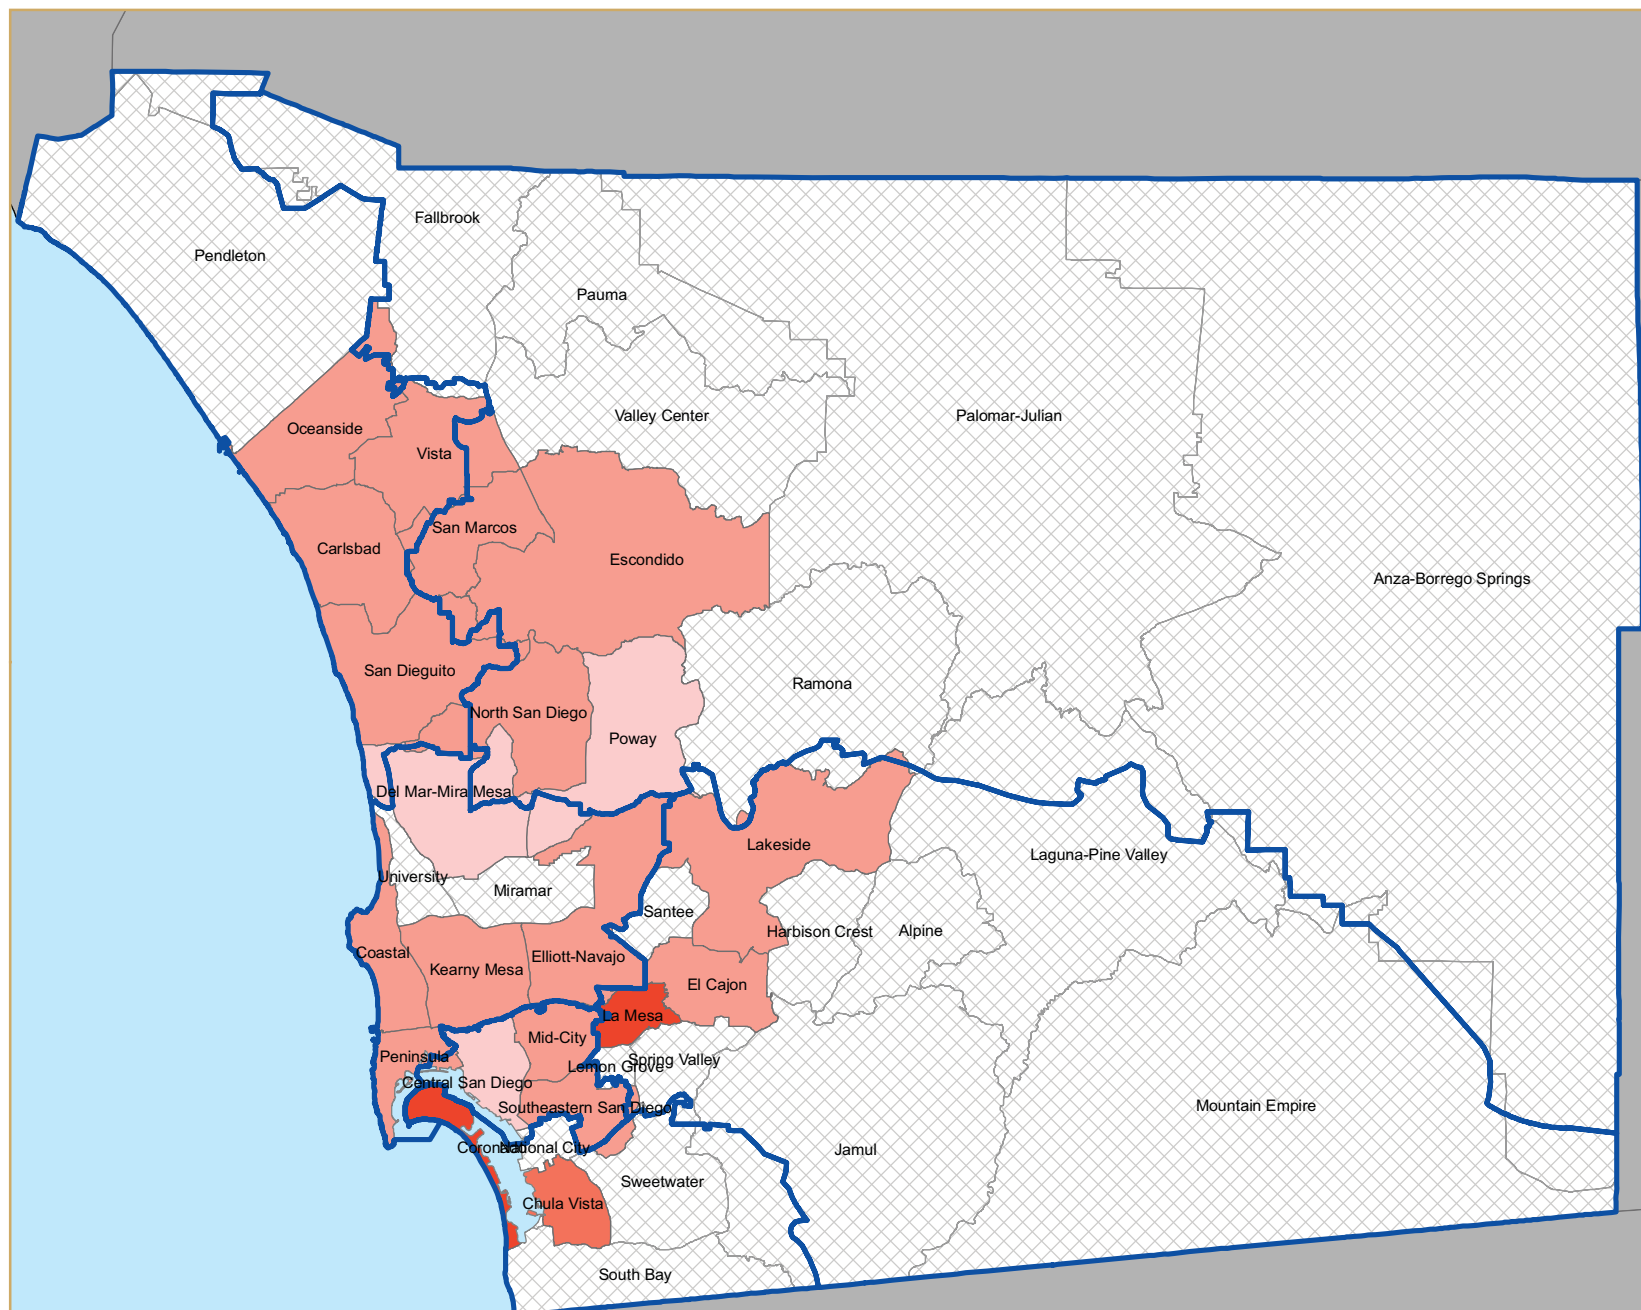 Fallbrook
Pendleton
Pauma
Valley Center
Palomar-Julian
Oceanside
Vista
San Marcos
Carlsbad
Escondido
Anza-Borrego Springs
San Dieguito
Ramona
North San Diego
Poway
Del Mar-Mira Mesa
Lakeside
Laguna-Pine Valley
University
Miramar
Santee
Harbison Crest
Alpine
Coastal
Elliott-Navajo
Kearny Mesa
El Cajon
La Mesa
Mid-City
Peninsula
Lemon Grove
Spring Valley
Central San Diego
Southeastern San Diego
Mountain Empire
Coronado
National City
Jamul
Sweetwater
Chula Vista
South Bay